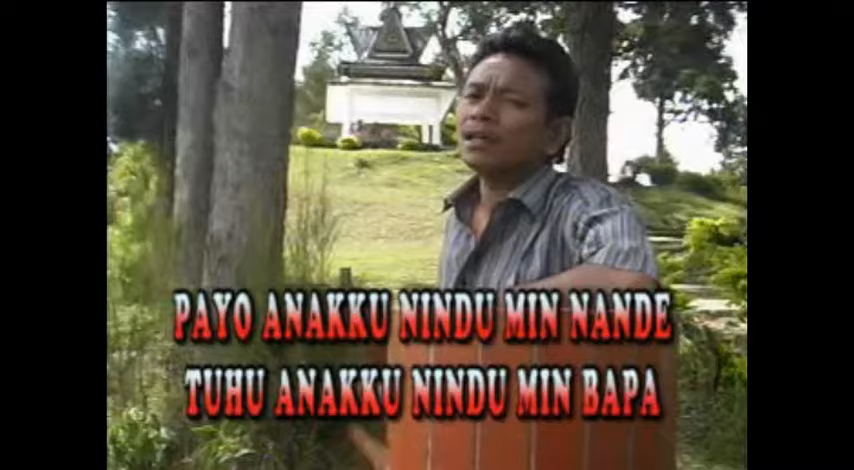 PAYO ANAKKU NINDU MIN NANDE
TUHU ANAKKU NINDU MIN BAPA